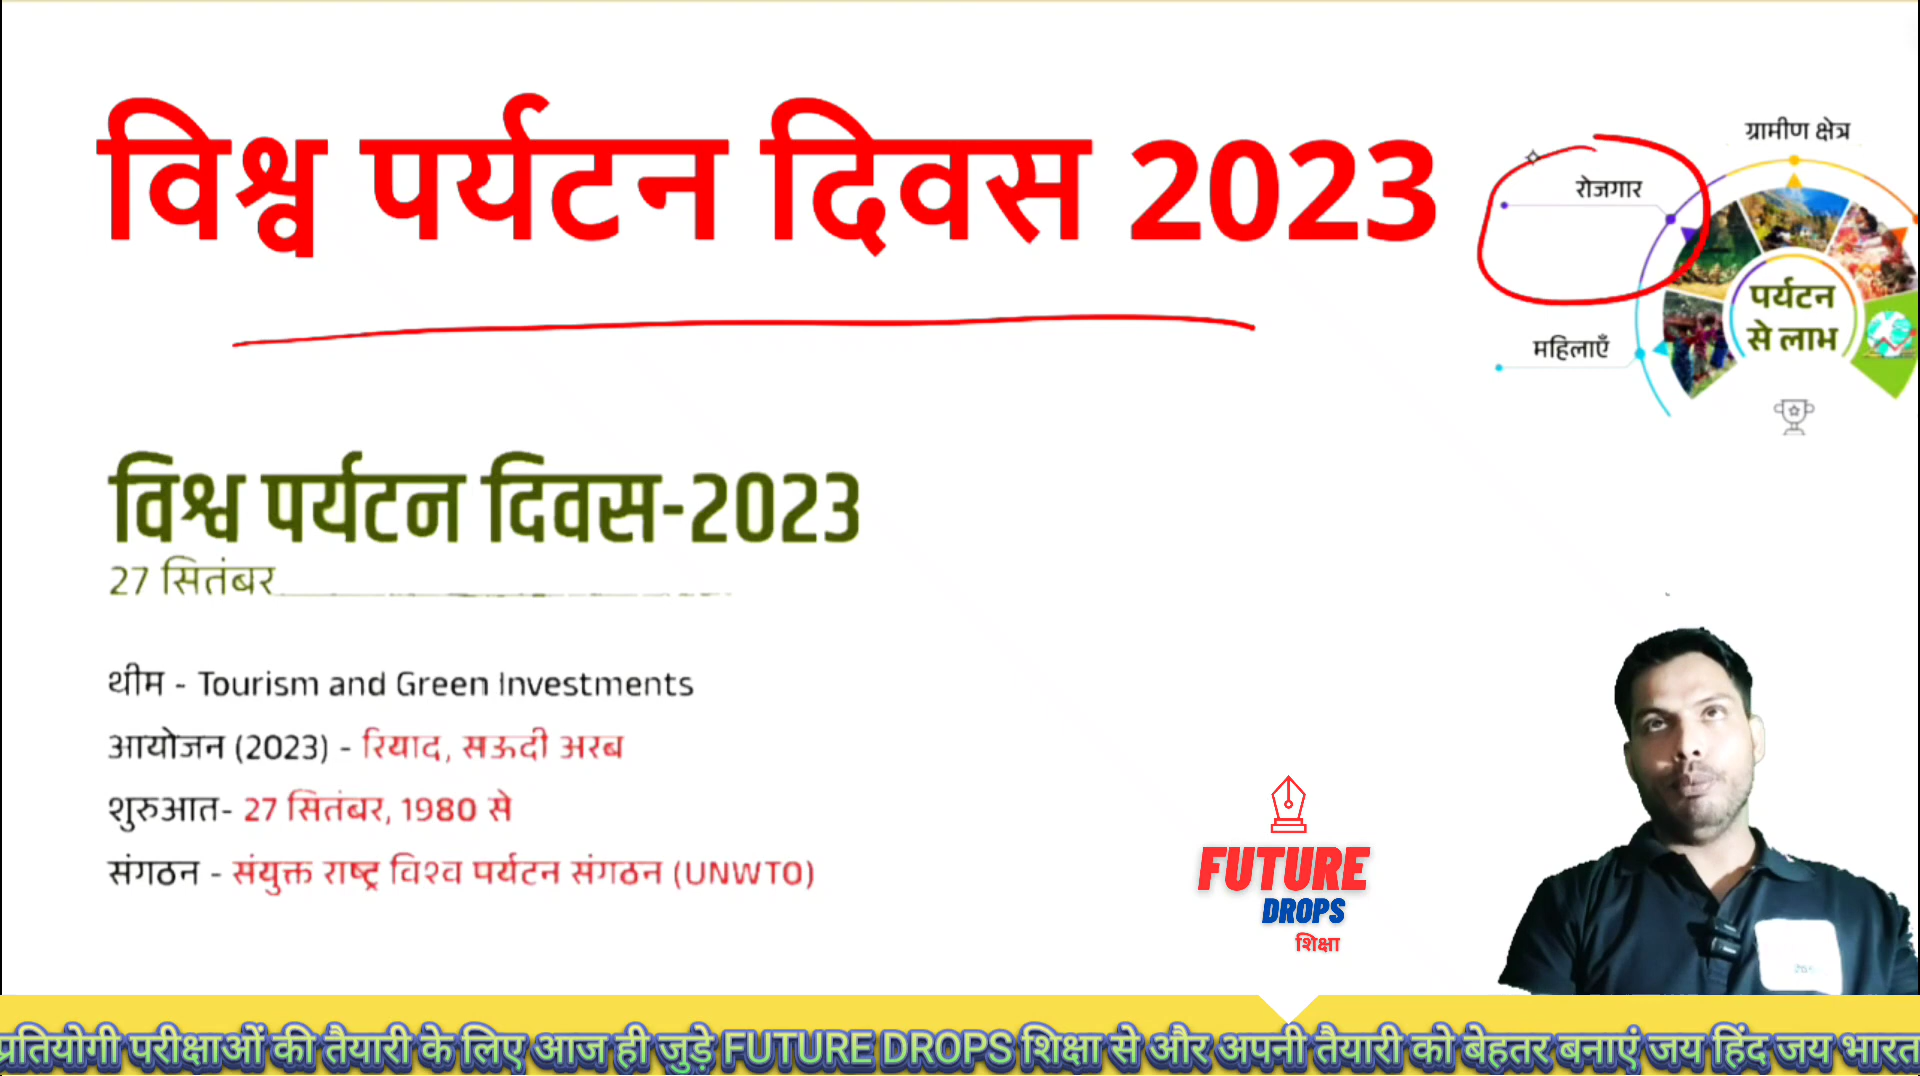 विश्व पर्यटन दिवस 2023
ग्रामीण क्षेत्र
रोजगार
पर्यटन
से लाभ
महिलाएँ
विश्व पर्यटन दिवस-2023
27 सितंबर
थीम - Tourism and Green Investments
आयोजन (2023) - रियाद, सऊदी अरब
शुरुआत- 27 सितंबर, 1980 से
संगठन - संयुक्त राष्ट्र विश्व पर्यटन संगठन (UNWTO)
FUTURE
DROPS
शिक्षा
प्रतियोगी परीक्षाओं की तैयारी के लिए आज ही जुड़े FUTURE DROPS शिक्षा से और अपनी तैयारी को बेहतर बनाएं जय हिंद जय भारत